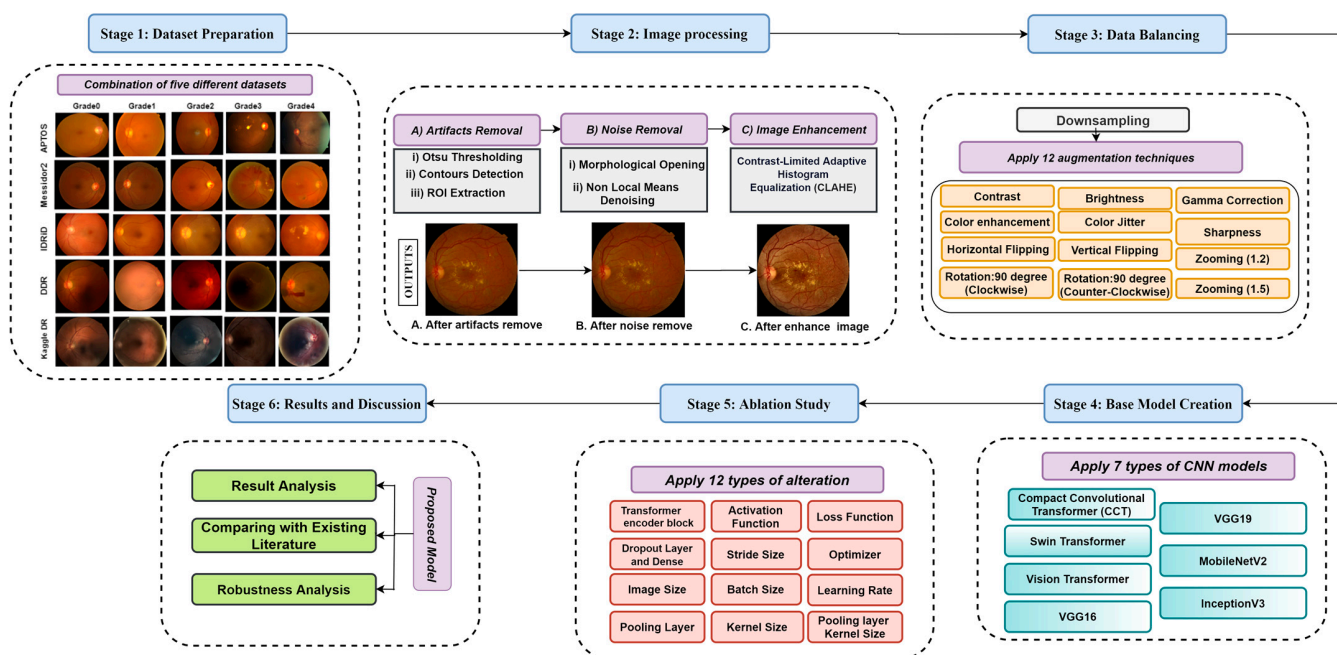 Stage 1: Dataset Preparation
Stage 2: Image processing
Stage 3: Data Balancing
Combination of five different datasets
Grade0
Grade1
Grade2
Grade3
Grade4
APTOS
Messidor2
IDRiD
DDR
Kaggle DR
A) Artifacts Removal
i) Otsu Thresholding
ii) Contours Detection
iii) ROI Extraction
B) Noise Removal
i) Morphological Opening
ii) Non Local Means
Denoising
C) Image Enhancement
Contrast-Limited Adaptive
Histogram
Equalization (CLAHE)
OUTPUTS
A. After artifacts remove
B. After noise remove
C. After enhance image
Downsampling
Apply 12 augmentation techniques
Contrast
Brightness
Gamma Correction
Color enhancement
Color Jitter
Sharpness
Horizontal Flipping
Vertical Flipping
Zooming (1.2)
Rotation:90 degree
(Clockwise)
Rotation:90 degree
(Counter-Clockwise)
Zooming (1.5)
Stage 6: Results and Discussion
Stage 5: Ablation Study
Stage 4: Base Model Creation
Result Analysis
Comparing with Existing
Literature
Robustness Analysis
Proposed Model
Apply 12 types of alteration
Transformer
encoder block
Activation
Function
Loss Function
Dropout Layer
and Dense
Stride Size
Optimizer
Image Size
Batch Size
Learning Rate
Pooling Layer
Kernel Size
Pooling layer
Kernel Size
Apply 7 types of CNN models
Compact Convolutional
Transformer (CCT)
Swin Transformer
Vision Transformer
VGG16
VGG19
MobileNetV2
InceptionV3